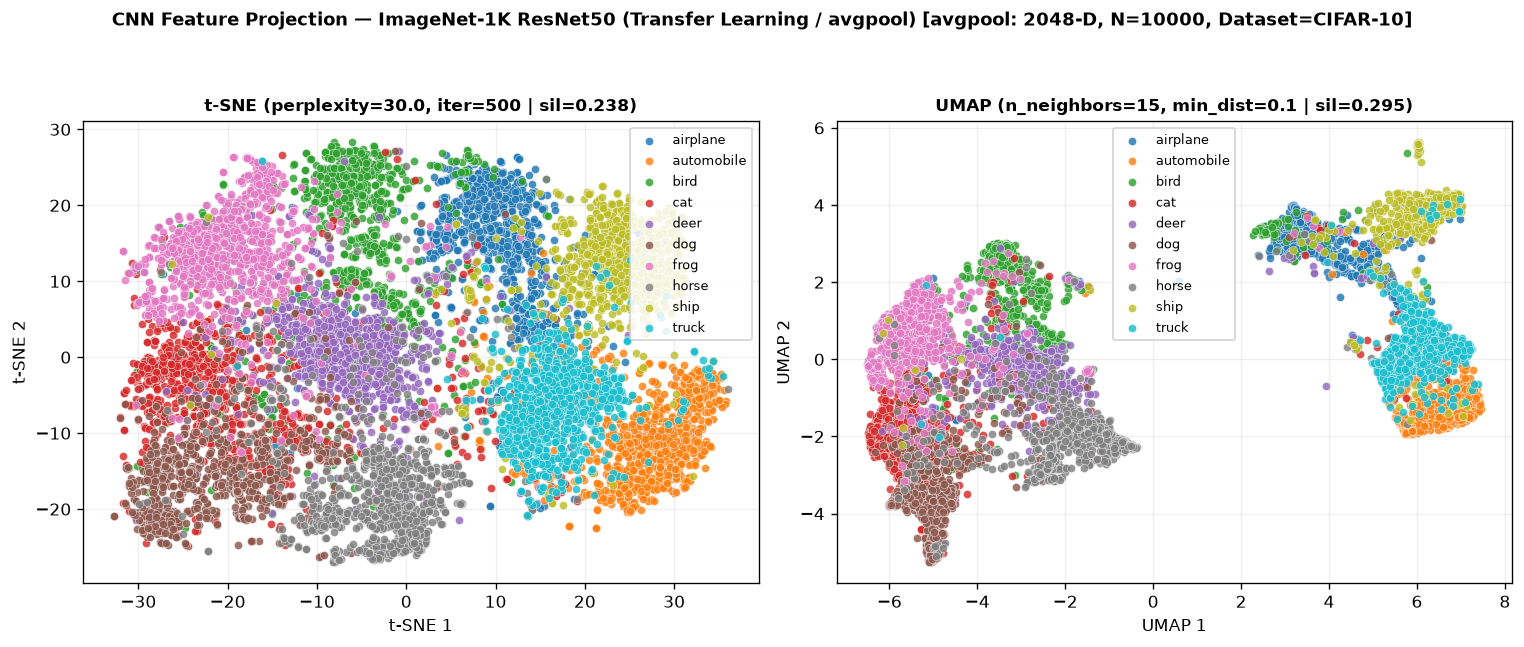 CNN Feature Projection — ImageNet-1K ResNet50 (Transfer Learning / avgpool) [avgpool: 2048-D, N=10000, Dataset=CIFAR-10]
t-SNE (perplexity=30.0, iter=500 | sil=0.238)
30
20
10
0
−10
−20
t-SNE 2
−30
−20
−10
0
10
20
30
t-SNE 1
airplane
automobile
bird
cat
deer
dog
frog
horse
ship
truck
UMAP (n_neighbors=15, min_dist=0.1 | sil=0.295)
6
4
2
0
−2
−4
UMAP 2
−6
−4
−2
0
2
4
6
8
UMAP 1
airplane
automobile
bird
cat
deer
dog
frog
horse
ship
truck